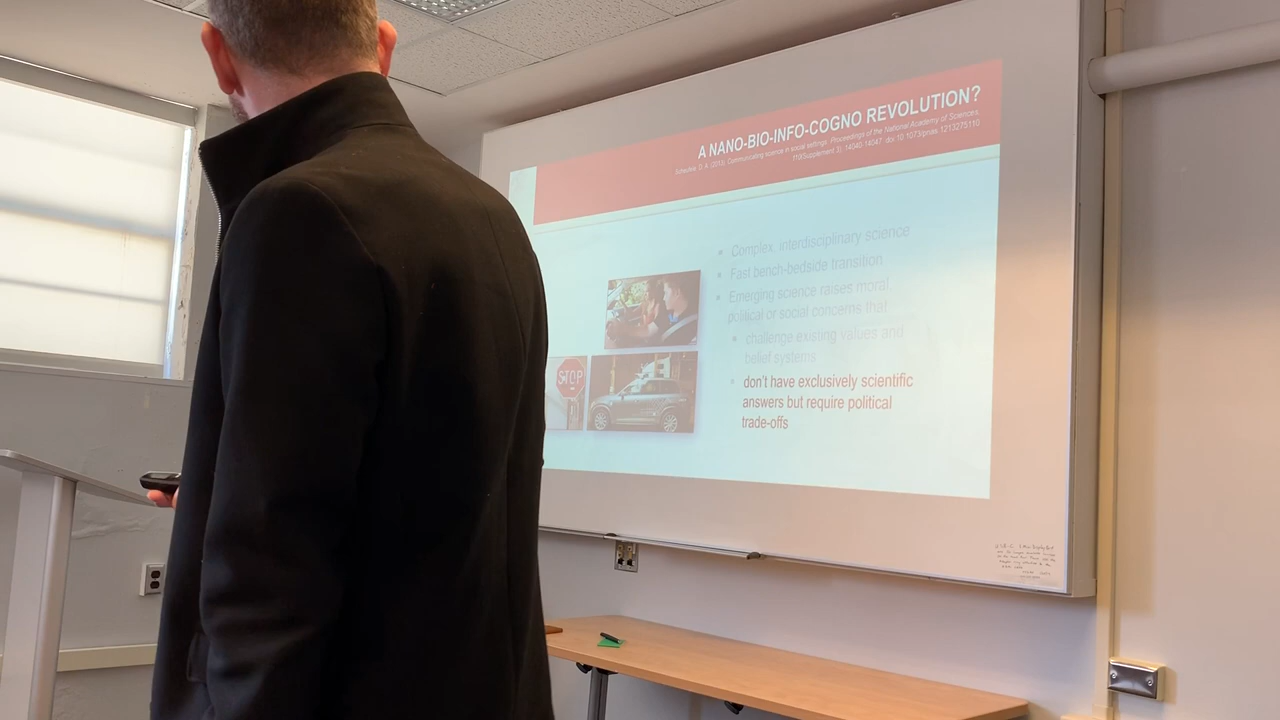 A NANO-BIO-INFO-COGNO REVOLUTION?
Scheufele, D. A. (2013). Communicating science in social settings. Proceedings of the National Academy of Sciences,
110(Supplement 3), 14040-14047. doi:10.1073/pnas.1213275110
Complex, interdisciplinary science
Fast bench-bedside transition
Emerging science raises moral,
political or social concerns that
challenge existing values and
belief systems
don't have exclusively scientific
answers but require political
trade-offs
STOP